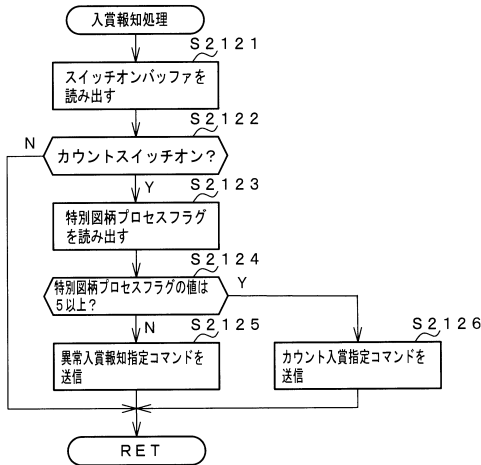 入賞報知処理
S2121
スイッチオンバッファを
読み出す
S2122
N
カウントスイッチオン?
Y
S2123
特別図柄プロセスフラグ
を読み出す
S2124
特別図柄プロセスフラグの値は
5以上?
Y
N
S2125
S2126
異常入賞報知指定コマンドを
送信
カウント入賞指定コマンドを
送信
RET